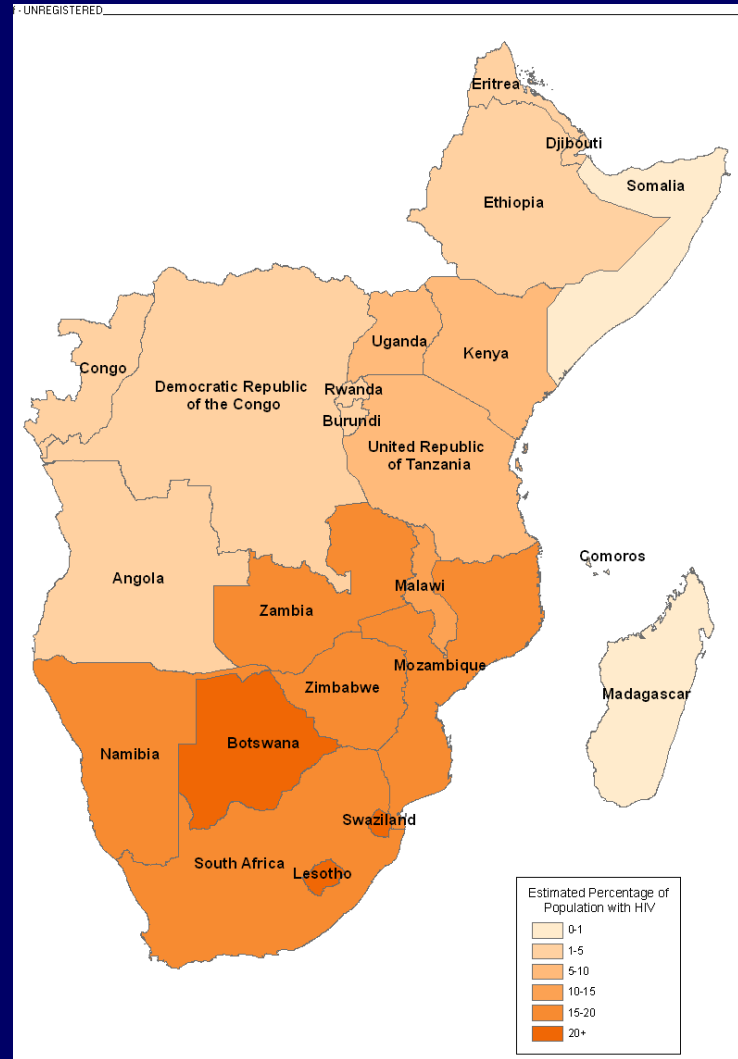 - UNREGISTERED
Eritrea
Djibouti
Somalia
Ethiopia
Uganda
Kenya
Congo
Democratic Republic
of the Congo
Rwanda
Burundi
United Republic
of Tanzania
Comoros
Angola
Malawi
Zambia
Mozambique
Zimbabwe
Madagascar
Namibia
Botswana
Swaziland
South Africa
Lesotho
Estimated Percentage of
Population with HIV
0-1
1-5
5-10
10-15
15-20
20+